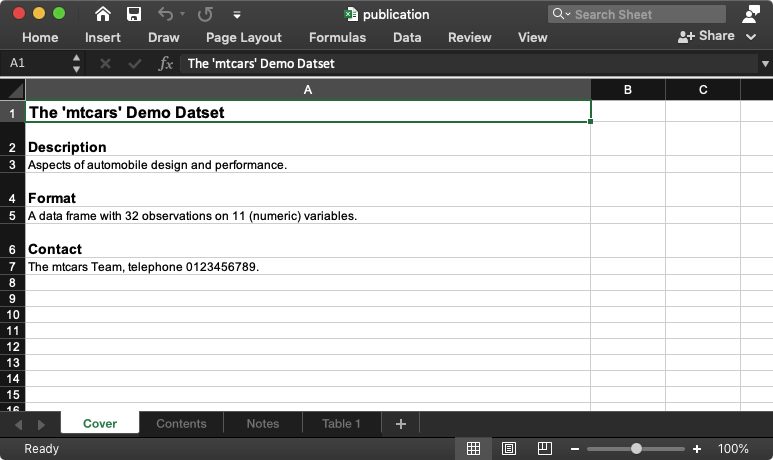 publication
Search Sheet
Home Insert Draw Page Layout Formulas Data Review View Share
A1 fx The 'mtcars' Demo Datset
A B C
1 The 'mtcars' Demo Datset
2 Description
3 Aspects of automobile design and performance.
4 Format
5 A data frame with 32 observations on 11 (numeric) variables.
6 Contact
7 The mtcars Team, telephone 0123456789.
8
9
10
11
12
13
14
15
16
Cover Contents Notes Table 1 +
Ready - + 100%